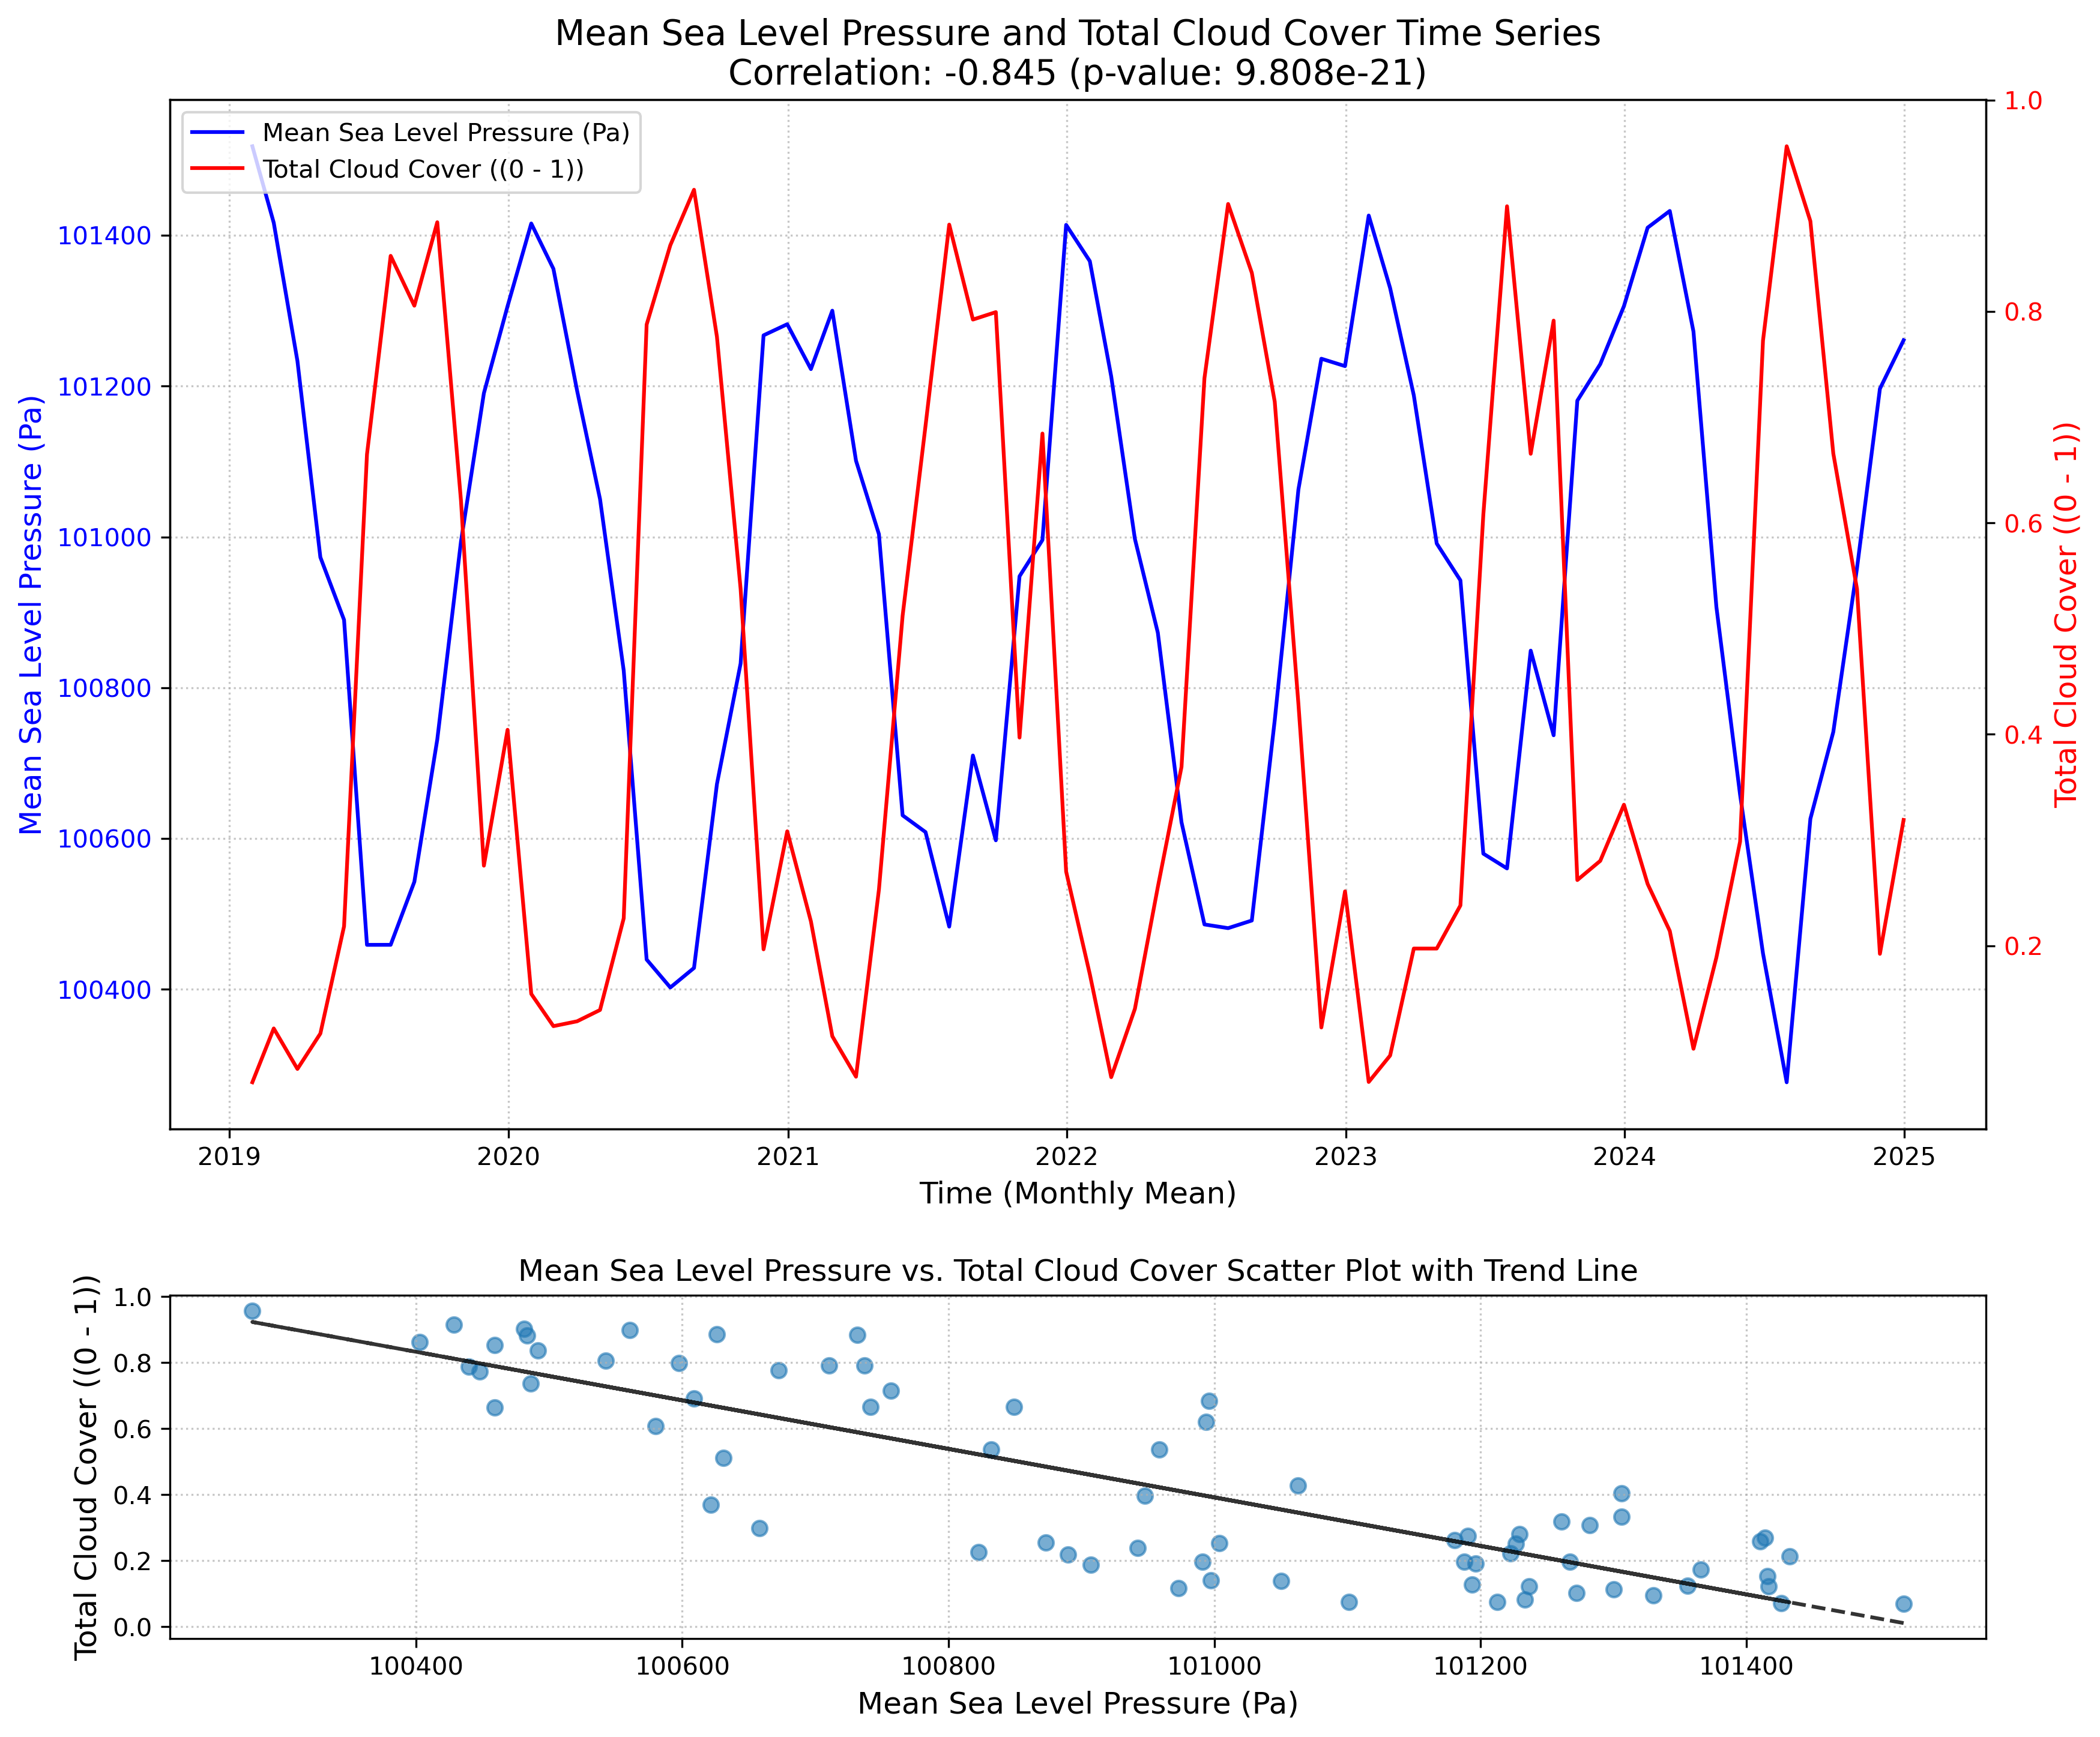 Mean Sea Level Pressure and Total Cloud Cover Time Series
Correlation: -0.845 (p-value: 9.808e-21)
Mean Sea Level Pressure (Pa)
Total Cloud Cover ((0 - 1))
Mean Sea Level Pressure (Pa)
101400
101200
101000
100800
100600
100400
1.0
0.8
0.6
0.4
0.2
Total Cloud Cover ((0 - 1))
2019 2020 2021 2022 2023 2024 2025
Time (Monthly Mean)
Mean Sea Level Pressure vs. Total Cloud Cover Scatter Plot with Trend Line
Total Cloud Cover ((0 - 1))
1.0
0.8
0.6
0.4
0.2
0.0
100400 100600 100800 101000 101200 101400
Mean Sea Level Pressure (Pa)